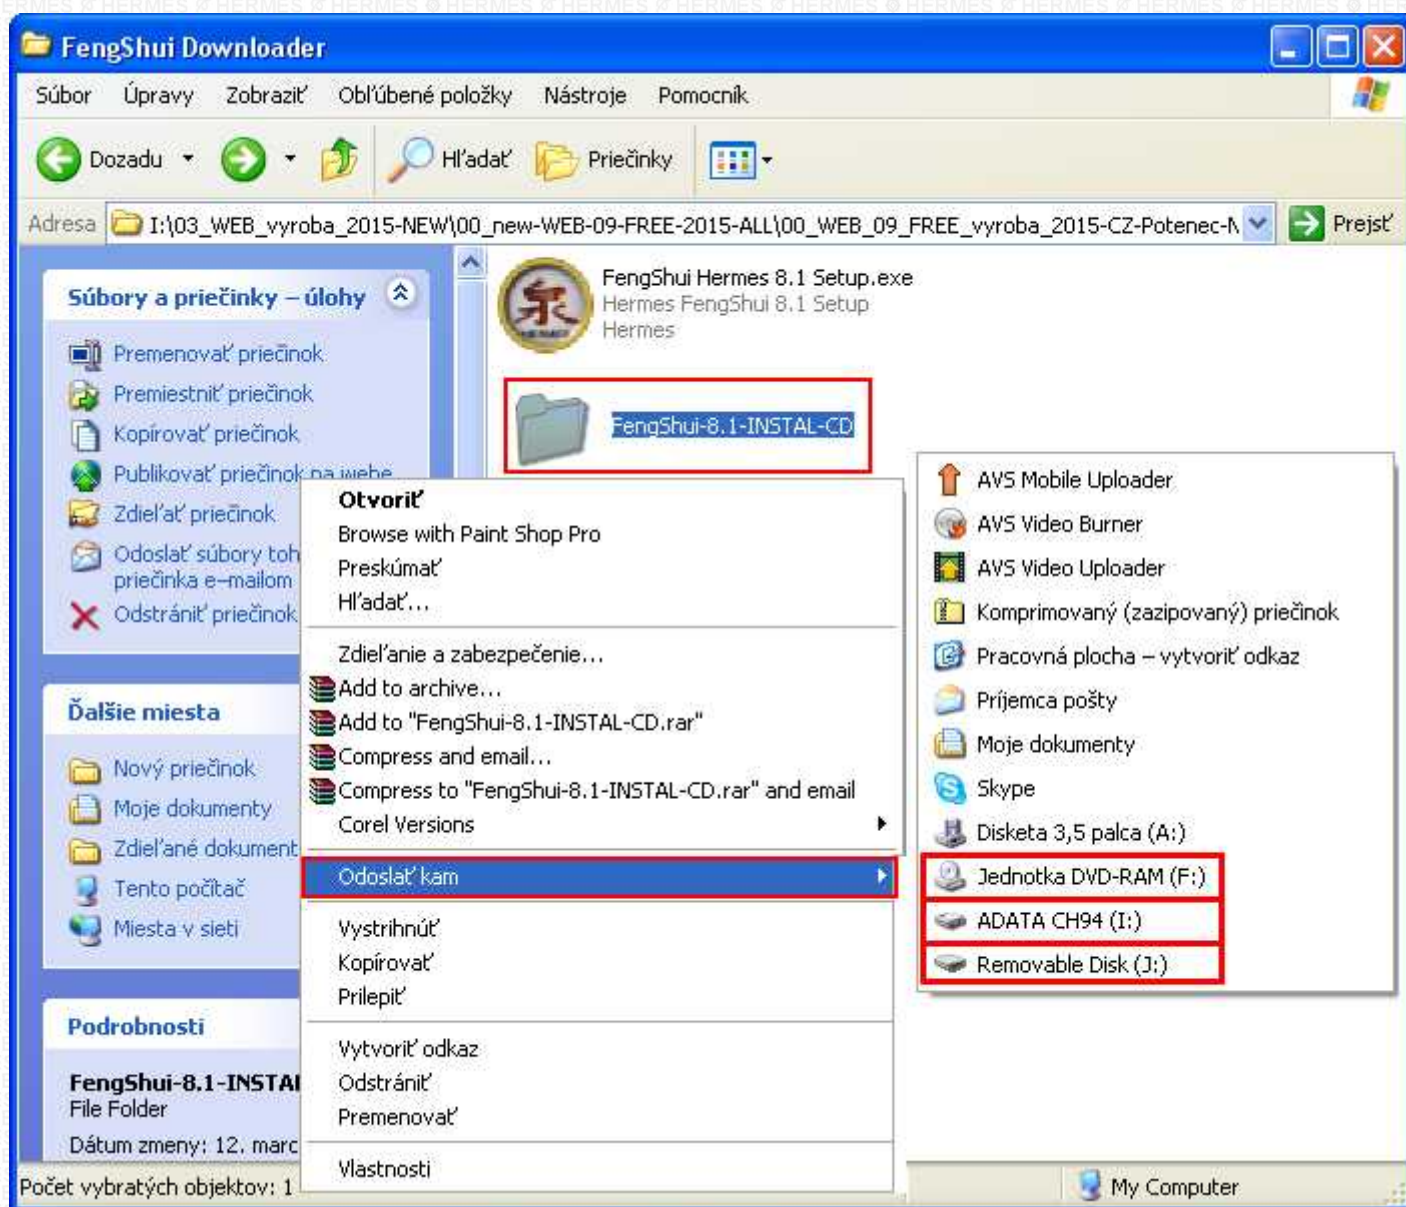 FengShui Downloader
Súbor Úpravy Zobraziť Obľúbené položky Nástroje Pomocník
Dozadu Hľadať Priečinky
Adresa I:\03_WEB_vyroba_2015-NEW\00_new-WEB-09-FREE-2015-ALL\00_WEB_09_FREE_vyroba_2015-CZ-Potenec-N Prejsť
Súbory a priečinky – úlohy
Premenovať priečinok
Premiestniť priečinok
Kopírovať priečinok
Publikovať priečinok na webe
Zdieľať priečinok
Odoslať súbory toh
priečinka e-mailom
Odstrániť priečinok
Ďalšie miesta
Nový priečinok
Moje dokumenty
Zdieľané dokument
Tento počítač
Miesta v sieti
Podrobnosti
FengShui-8.1-INSTAL
File Folder
Dátum zmeny: 12. marc
FengShui Hermes 8.1 Setup.exe
Hermes FengShui 8.1 Setup
Hermes
FengShui-8.1-INSTAL-CD
Otvoriť
Browse with Paint Shop Pro
Preskúmať
Hľadať...
Zdieľanie a zabezpečenie...
Add to archive...
Add to "FengShui-8.1-INSTAL-CD.rar"
Compress and email...
Compress to "FengShui-8.1-INSTAL-CD.rar" and email
Corel Versions
Odoslať kam
Vystrihnúť
Kopírovať
Prilepiť
Vytvoriť odkaz
Odstrániť
Premenovať
Vlastnosti
AVS Mobile Uploader
AVS Video Burner
AVS Video Uploader
Komprimovaný (zazipovaný) priečinok
Pracovná plocha – vytvoriť odkaz
Príjemca pošty
Moje dokumenty
Skype
Disketa 3,5 palca (A:)
Jednotka DVD-RAM (F:)
ADATA CH94 (I:)
Removable Disk (J:)
Počet vybratých objektov: 1 My Computer